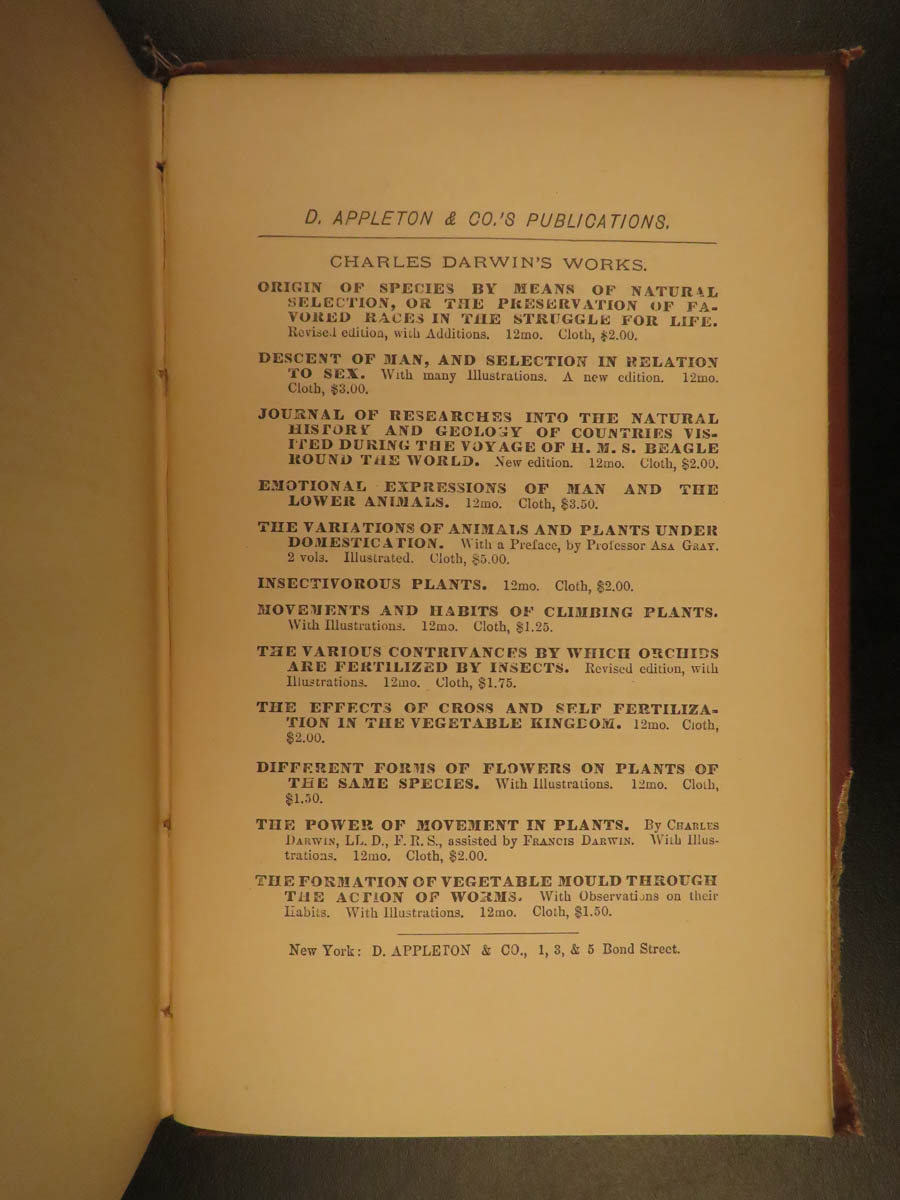 D. APPLETON & CO.'S PUBLICATIONS.
CHARLES DARWIN'S WORKS.
ORIGIN OF SPECIES BY MEANS OF NATURAL
SELECTION, OR THE PRESERVATION OF FA-
VORED RACES IN THE STRUGGLE FOR LIFE.
Revised edition, with Additions. 12mo. Cloth, $2.00.
DESCENT OF MAN, AND SELECTION IN RELATION
TO SEX. With many Illustrations. A new edition. 12mo.
Cloth, $3.00.
JOURNAL OF RESEARCHES INTO THE NATURAL
HISTORY AND GEOLOGY OF COUNTRIES VIS-
ITED DURING THE VOYAGE OF H. M. S. BEAGLE
ROUND THE WORLD. New edition. 12mo. Cloth, $2.00.
EMOTIONAL EXPRESSIONS OF MAN AND THE
LOWER ANIMALS. 12mo. Cloth, $3.50.
THE VARIATIONS OF ANIMALS AND PLANTS UNDER
DOMESTICATION. With a Preface, by Professor ASA GRAY.
2 vols. Illustrated. Cloth, $5.00.
INSECTIVOROUS PLANTS. 12mo. Cloth, $2.00.
MOVEMENTS AND HABITS OF CLIMBING PLANTS.
With Illustrations. 12mo. Cloth, $1.25.
THE VARIOUS CONTRIVANCES BY WHICH ORCHIDS
ARE FERTILIZED BY INSECTS. Revised edition, with
Illustrations. 12mo. Cloth, $1.75.
THE EFFECTS OF CROSS AND SELF FERTILIZA-
TION IN THE VEGETABLE KINGDOM. 12mo. Cloth,
$2.00.
DIFFERENT FORMS OF FLOWERS ON PLANTS OF
THE SAME SPECIES. With Illustrations. 12mo. Cloth,
$1.50.
THE POWER OF MOVEMENT IN PLANTS. By CHARLES
DARWIN, LL. D., F. R. S., assisted by FRANCIS DARWIN. With Illus-
trations. 12mo. Cloth, $2.00.
THE FORMATION OF VEGETABLE MOULD THROUGH
THE ACTION OF WORMS. With Observations on their
Habits. With Illustrations. 12mo. Cloth, $1.50.
New York: D. APPLETON & CO., 1, 3, & 5 Bond Street.